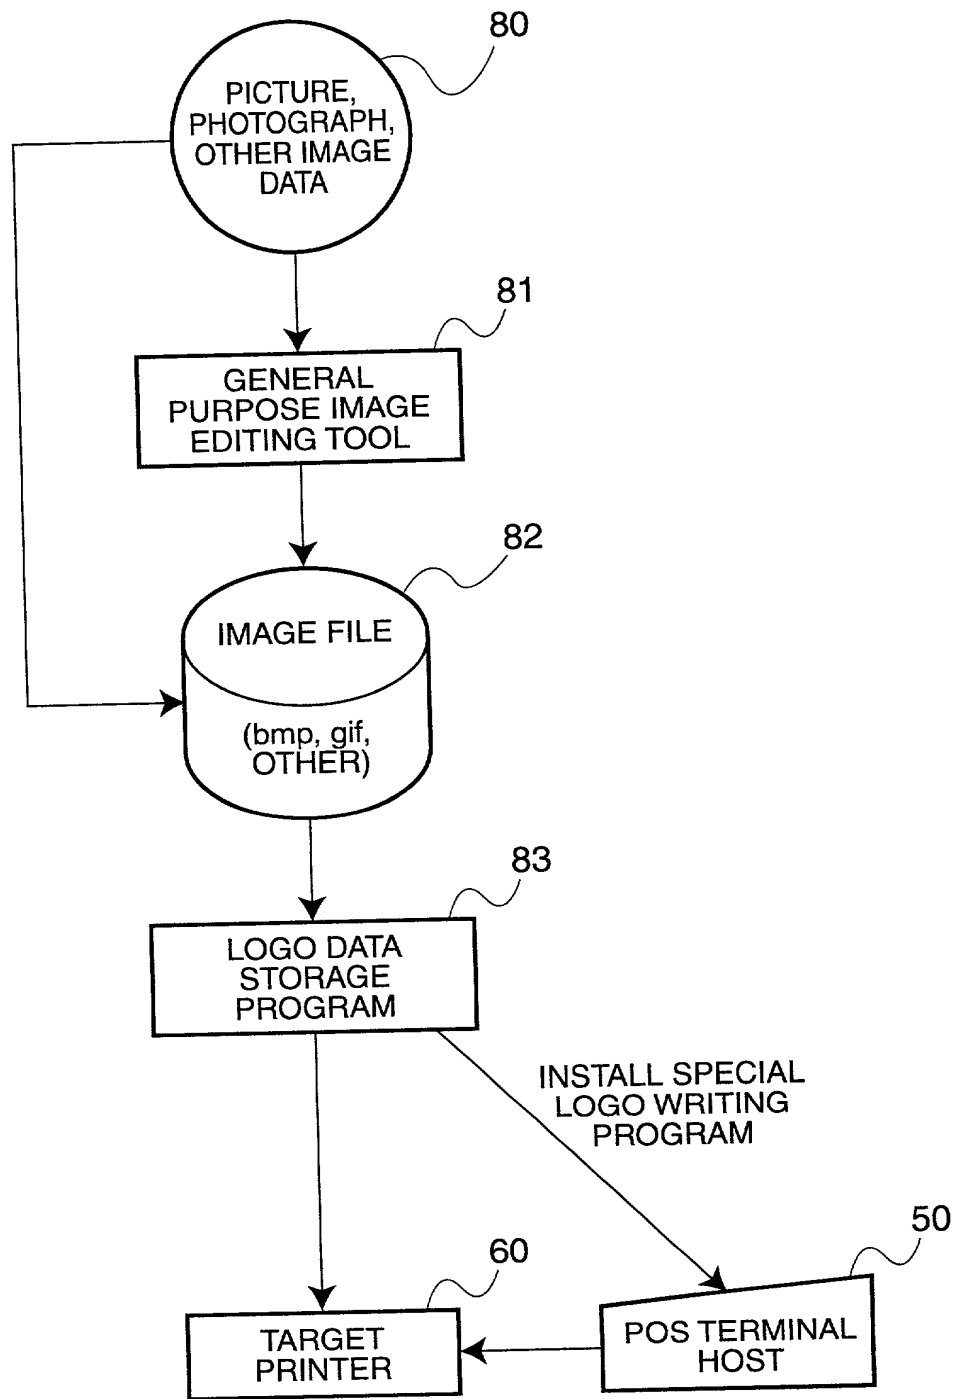 80
PICTURE,
PHOTOGRAPH,
OTHER IMAGE
DATA
81
GENERAL
PURPOSE IMAGE
EDITING TOOL
82
IMAGE FILE
(bmp, gif,
OTHER)
83
LOGO DATA
STORAGE
PROGRAM
INSTALL SPECIAL
LOGO WRITING
PROGRAM
50
60
TARGET
PRINTER
POS TERMINAL
HOST